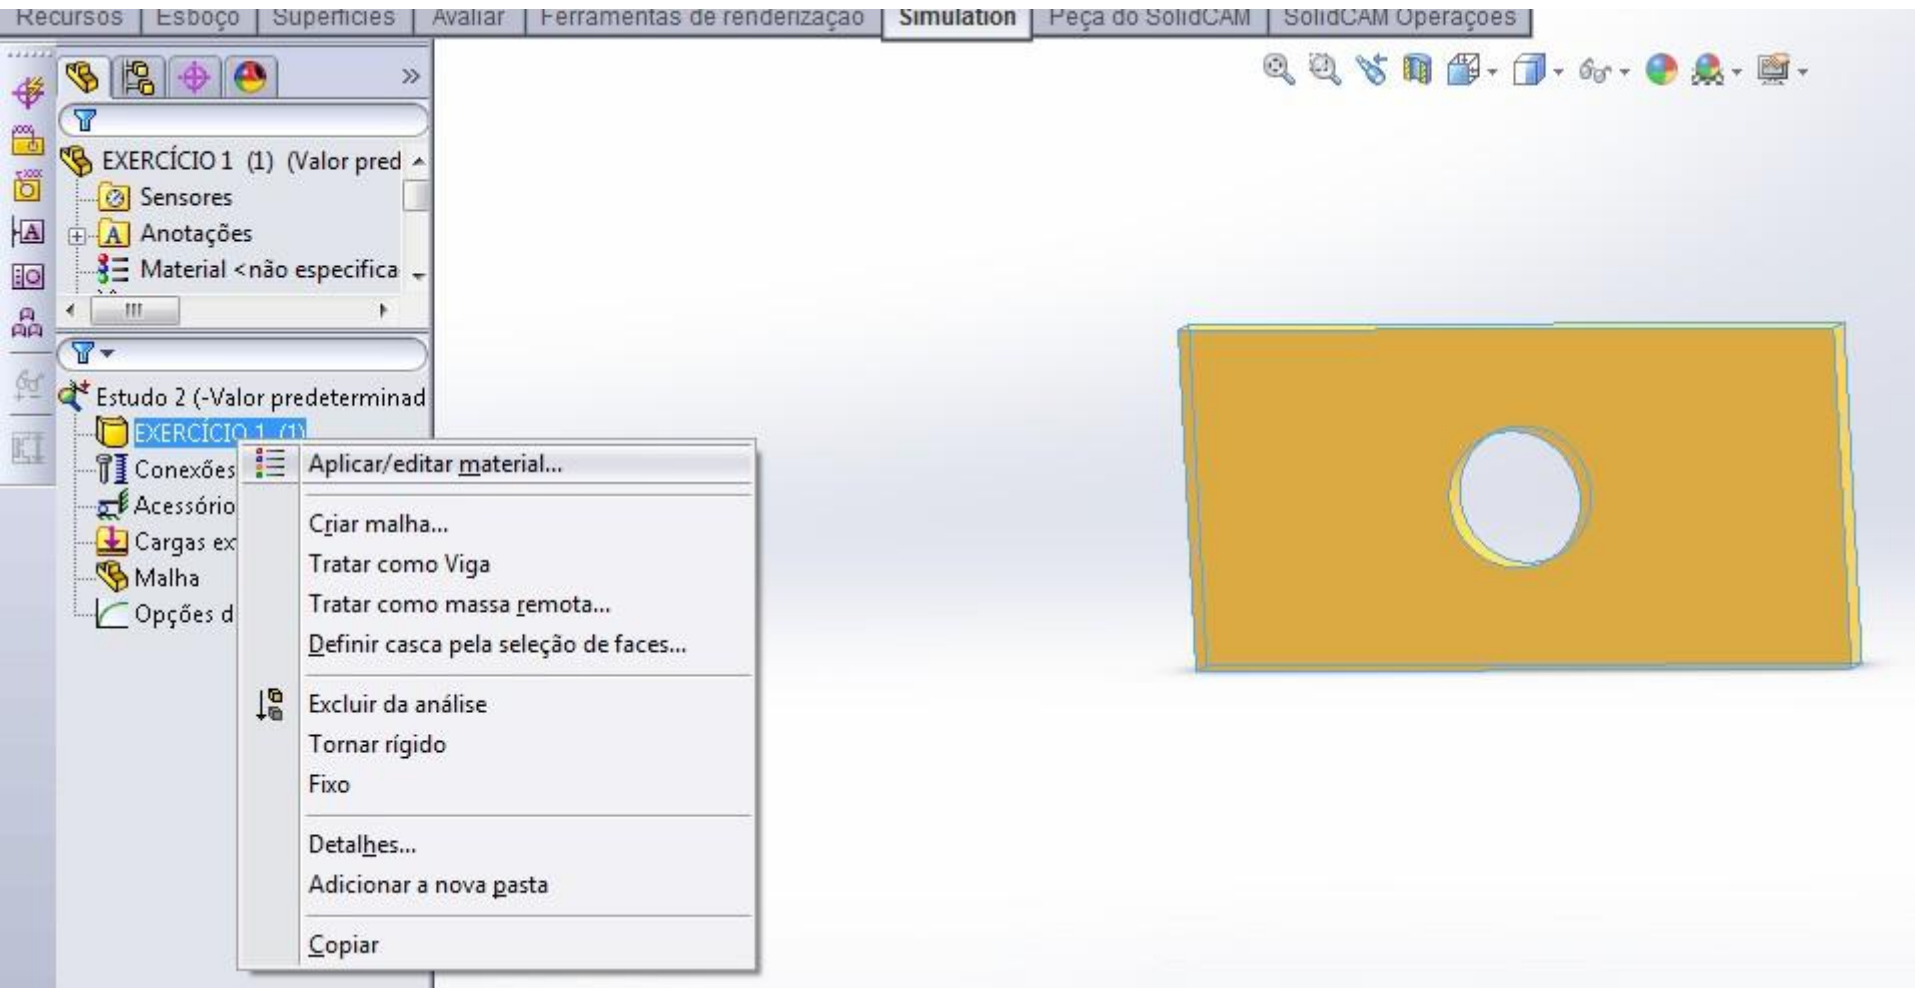 Recursos
Esboço
Superfícies
Avaliar
Ferramentas de renderização
Simulation
Peça do SolidCAM
SolidCAM Operações
EXERCÍCIO 1 (1) (Valor pred
Sensores
Anotações
Material <não especifica
Estudo 2 (-Valor predeterminad
EXERCÍCIO 1 (1)
Conexões
Acessório
Cargas ex
Malha
Opções d
Aplicar/editar material...
Criar malha...
Tratar como Viga
Tratar como massa remota...
Definir casca pela seleção de faces...
Excluir da análise
Tornar rígido
Fixo
Detalhes...
Adicionar a nova pasta
Copiar